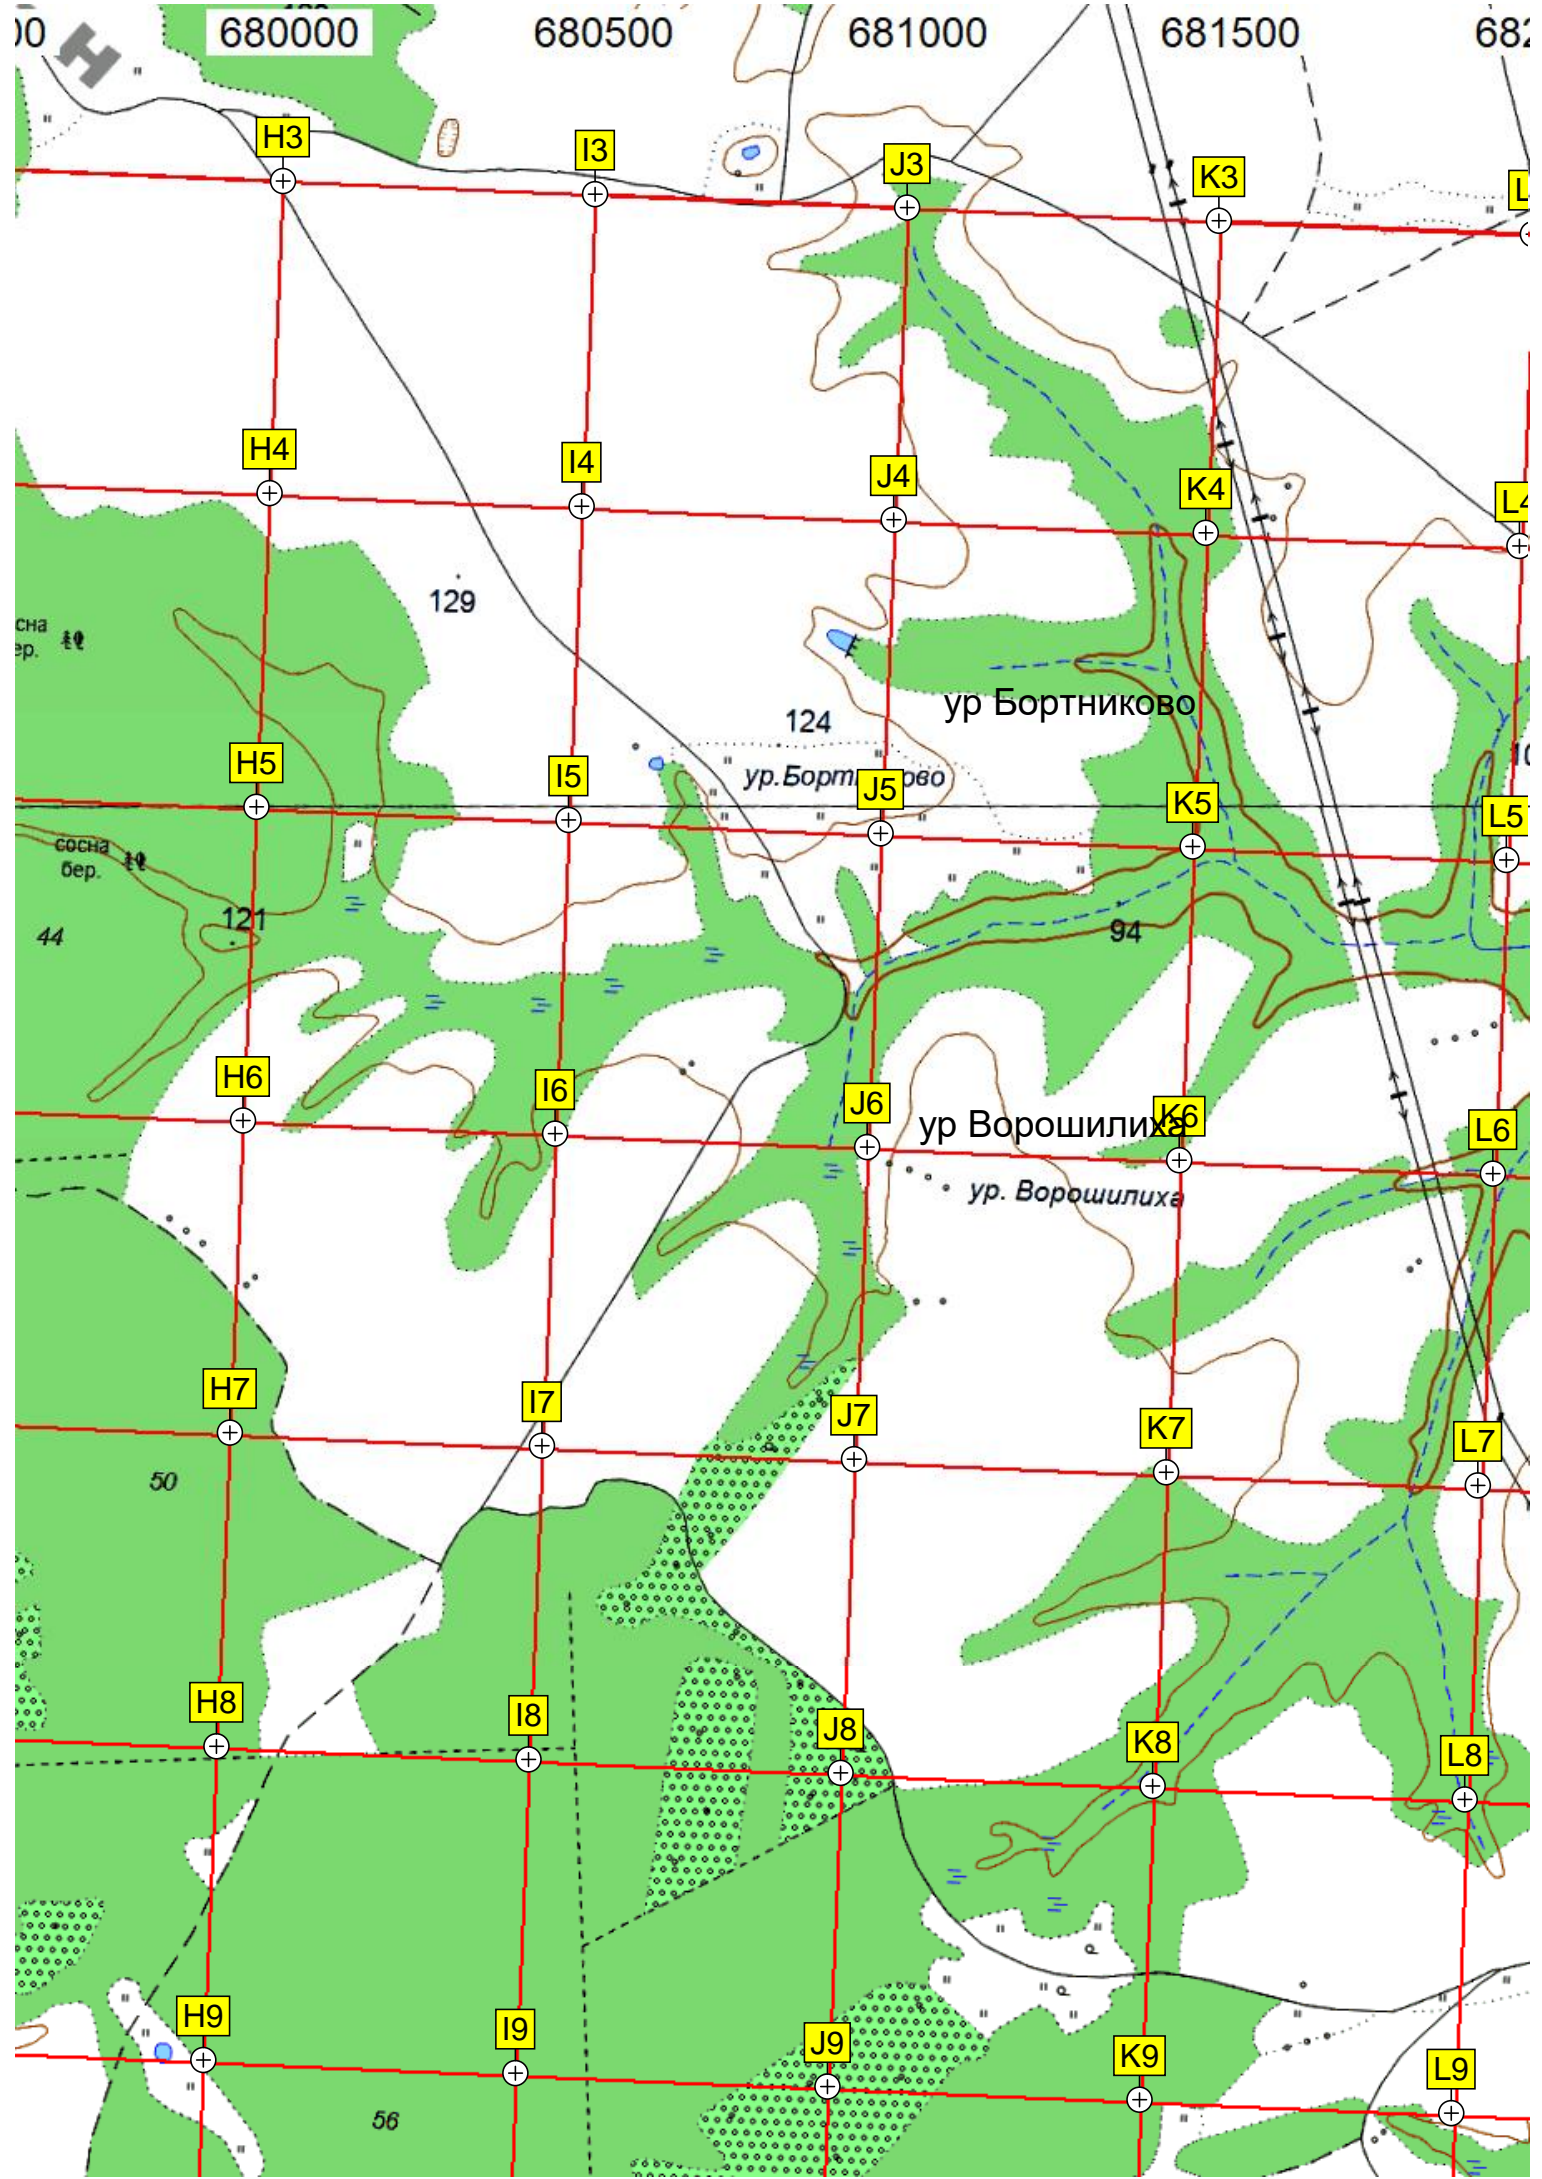 680000 680500 681000 681500
Н
H3 I3 J3 K3
H4 I4 J4 K4 L4
129
ур Бортниково
124
H5 I5 J5 K5 L5
сосна
бер.
121
44
94
H6 I6 J6 K6 L6
ур Ворошилиха
ур. Ворошилиха
H7 I7 J7 K7 L7
50
H8 I8 J8 K8 L8
H9 I9 J9 K9 L9
56